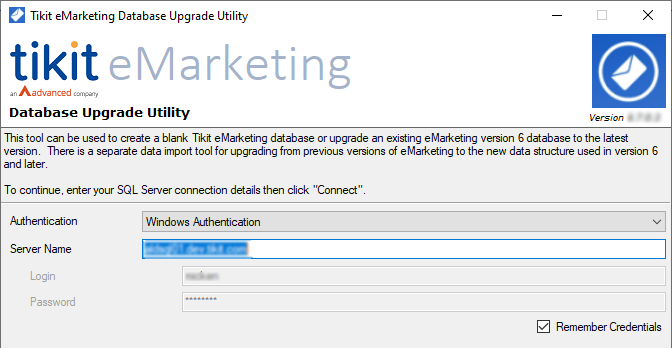 Tikit eMarketing Database Upgrade Utility
tikit eMarketing
an Advanced company
Database Upgrade Utility
Version
This tool can be used to create a blank Tikit eMarketing database or upgrade an existing eMarketing version 6 database to the latest
version. There is a separate data import tool for upgrading from previous versions of eMarketing to the new data structure used in version 6
and later.
To continue, enter your SQL Server connection details then click "Connect".
Authentication Windows Authentication
Server Name
Login
Password ********
Remember Credentials